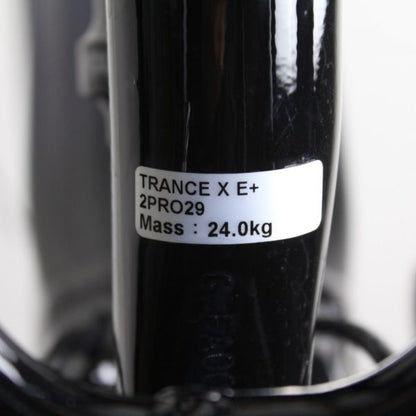 TRANCE X E+
2PRO29
Mass : 24.0kg